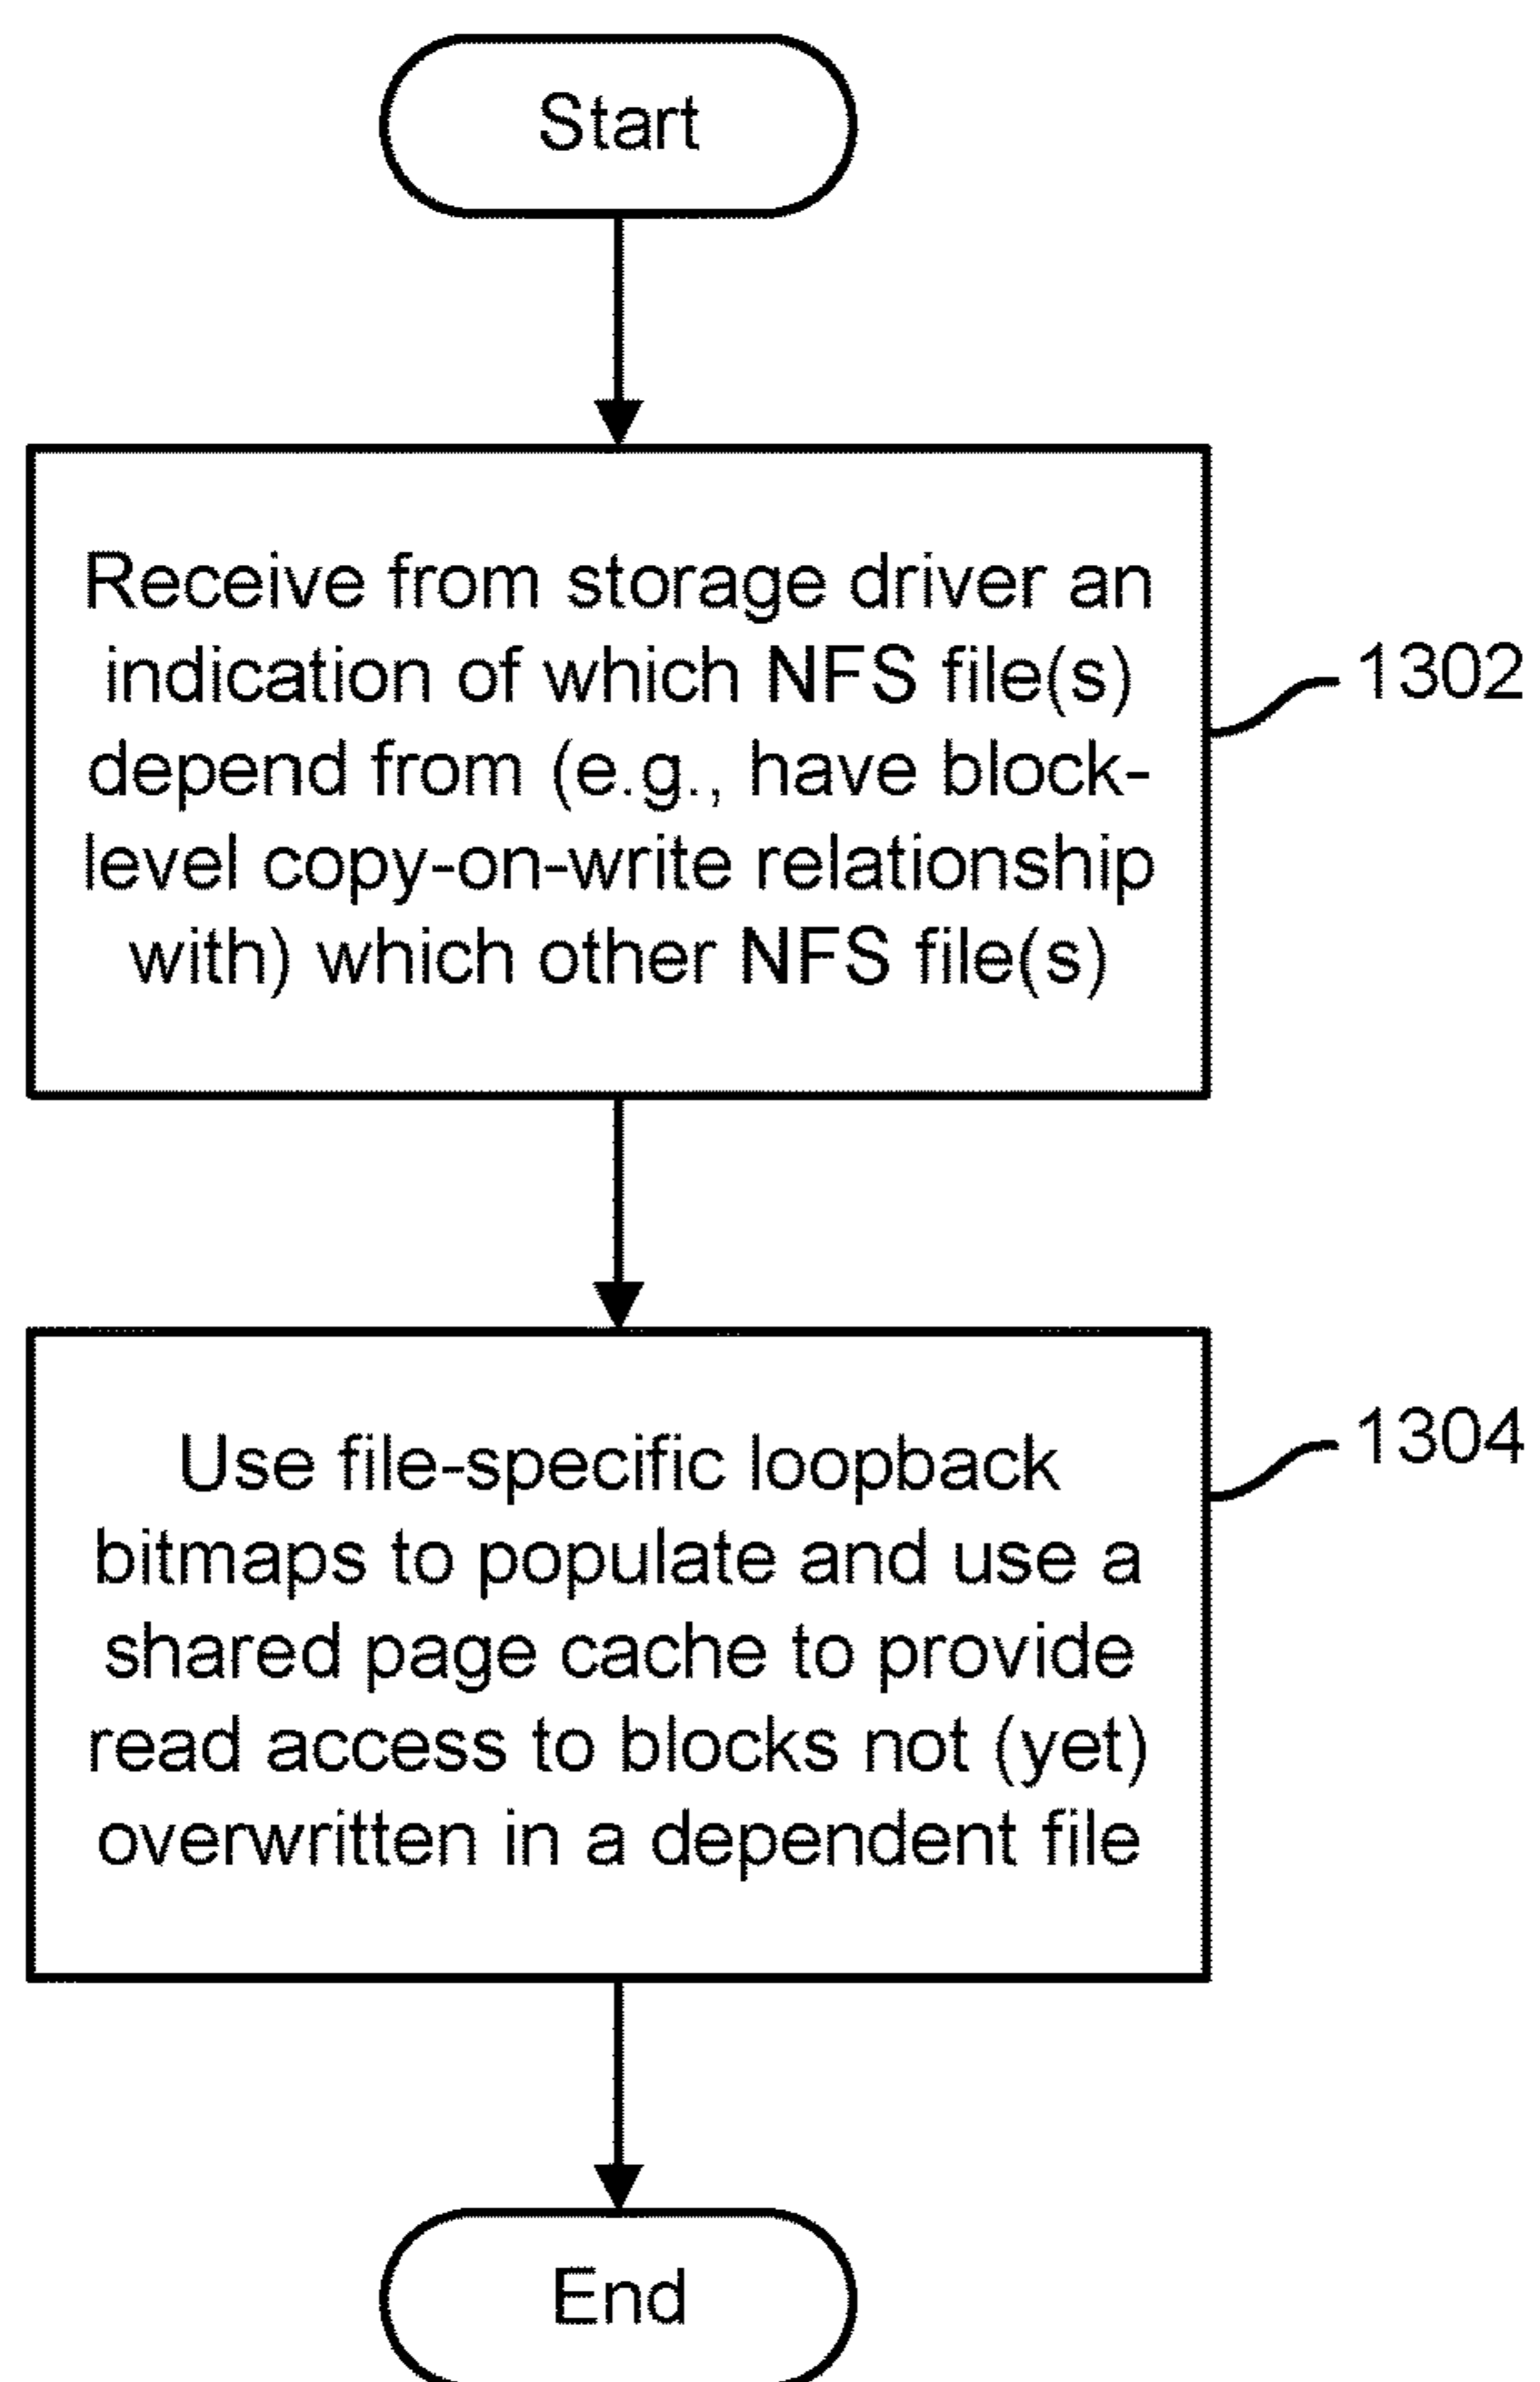 Start
Receive from storage driver an
indication of which NFS file(s)
depend from (e.g., have block-
level copy-on-write relationship
with) which other NFS file(s)
1302
Use file-specific loopback
bitmaps to populate and use a
shared page cache to provide
read access to blocks not (yet)
overwritten in a dependent file
1304
End